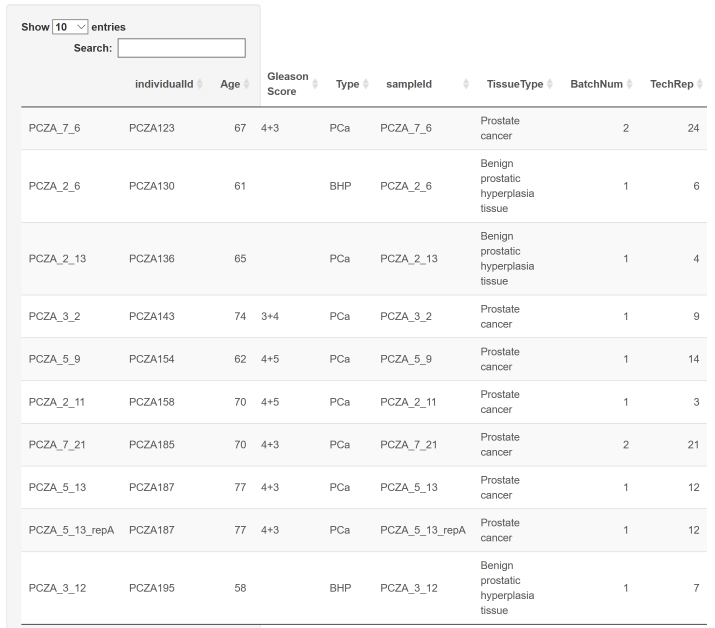 Show 10 entries
Search:
individualId Age Gleason Score Type sampleId TissueType BatchNum TechRep
PCZA_7_6 PCZA123 67 4+3 PCa PCZA_7_6 Prostate cancer 2 24
PCZA_2_6 PCZA130 61 BHP PCZA_2_6 Benign prostatic hyperplasia tissue 1 6
PCZA_2_13 PCZA136 65 PCa PCZA_2_13 Benign prostatic hyperplasia tissue 1 4
PCZA_3_2 PCZA143 74 3+4 PCa PCZA_3_2 Prostate cancer 1 9
PCZA_5_9 PCZA154 62 4+5 PCa PCZA_5_9 Prostate cancer 1 14
PCZA_2_11 PCZA158 70 4+5 PCa PCZA_2_11 Prostate cancer 1 3
PCZA_7_21 PCZA185 70 4+3 PCa PCZA_7_21 Prostate cancer 2 21
PCZA_5_13 PCZA187 77 4+3 PCa PCZA_5_13 Prostate cancer 1 12
PCZA_5_13_repA PCZA187 77 4+3 PCa PCZA_5_13_repA Prostate cancer 1 12
PCZA_3_12 PCZA195 58 BHP PCZA_3_12 Benign prostatic hyperplasia tissue 1 7